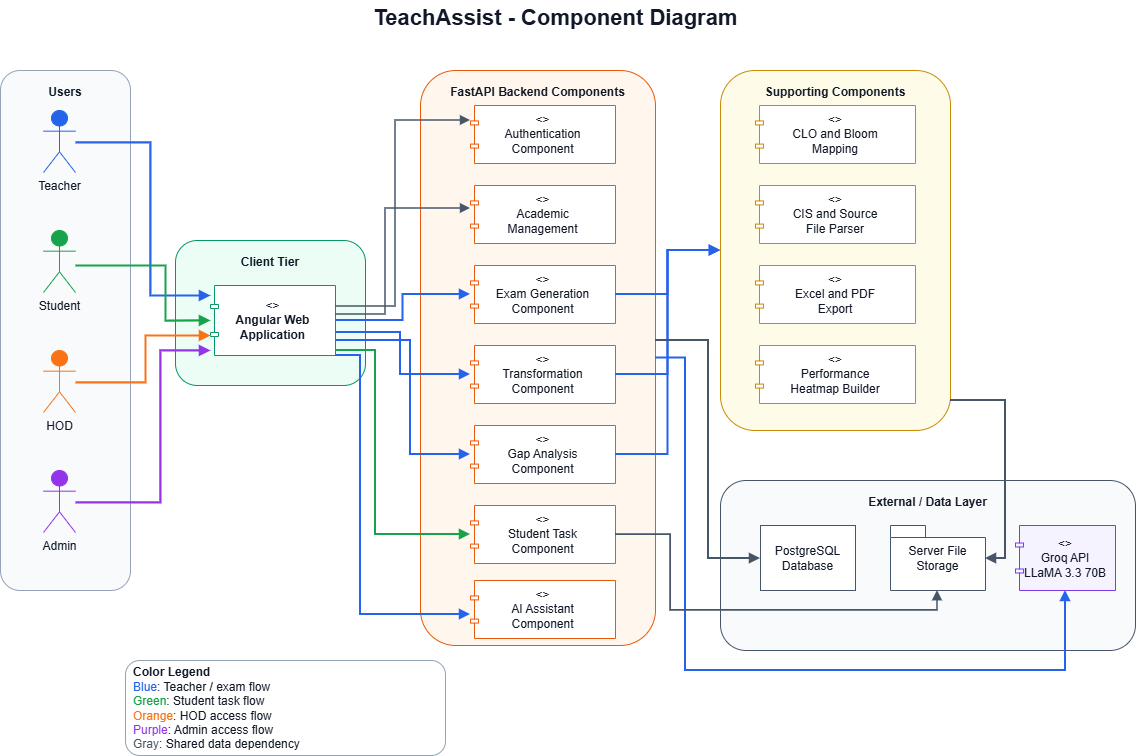 TeachAssist - Component Diagram
Users
Teacher
Student
HOD
Admin
Client Tier
<>
Angular Web
Application
FastAPI Backend Components
<>
Authentication
Component
<>
Academic
Management
<>
Exam Generation
Component
<>
Transformation
Component
<>
Gap Analysis
Component
<>
Student Task
Component
<>
AI Assistant
Component
Supporting Components
<>
CLO and Bloom
Mapping
<>
CIS and Source
File Parser
<>
Excel and PDF
Export
<>
Performance
Heatmap Builder
External / Data Layer
PostgreSQL
Database
Server File
Storage
<>
Groq API
LLaMA 3.3 70B
Color Legend
Blue: Teacher / exam flow
Green: Student task flow
Orange: HOD access flow
Purple: Admin access flow
Gray: Shared data dependency